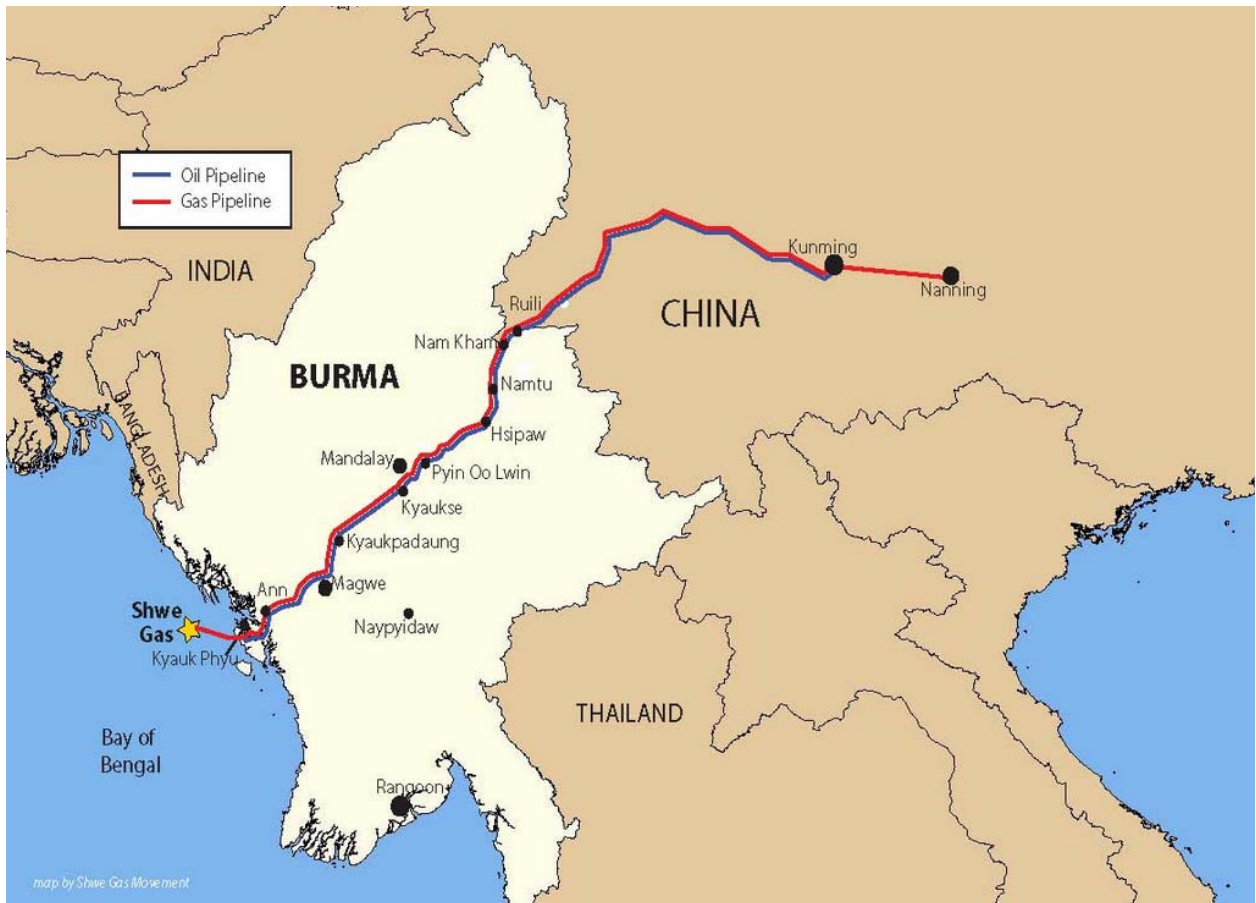 Oil Pipeline
Gas Pipeline
INDIA
BANGLADESH
BURMA
CHINA
Kunming
Nanning
Ruili
Nam Kham
Namtu
Hsipaw
Mandalay
Pyin Oo Lwin
Kyaukse
Kyaukpadaung
Magwe
Ann
Naypyidaw
Shwe
Gas
Kyauk Phyu
THAILAND
Bay of
Bengal
Rangoon
map by Shwe Gas Movement